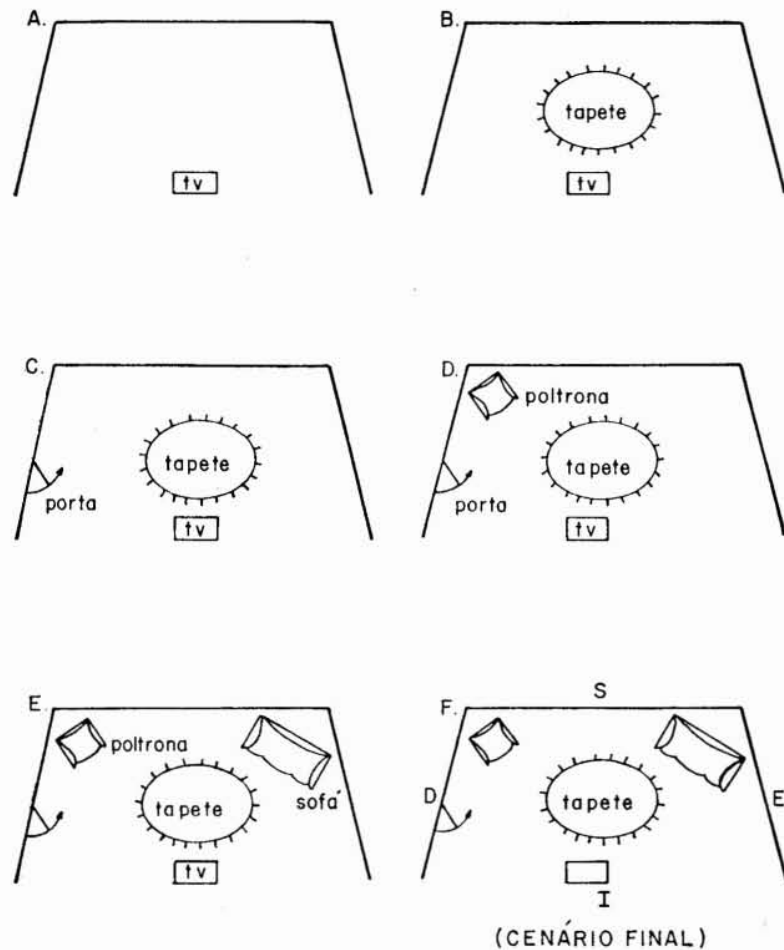 A.
tv
B.
tapete
tv
C.
tapete
porta
tv
D.
poltrona
tapete
porta
tv
E.
poltrona
sofá
tapete
tv
S
F.
D
E
tapete
I
(CENÁRIO FINAL)